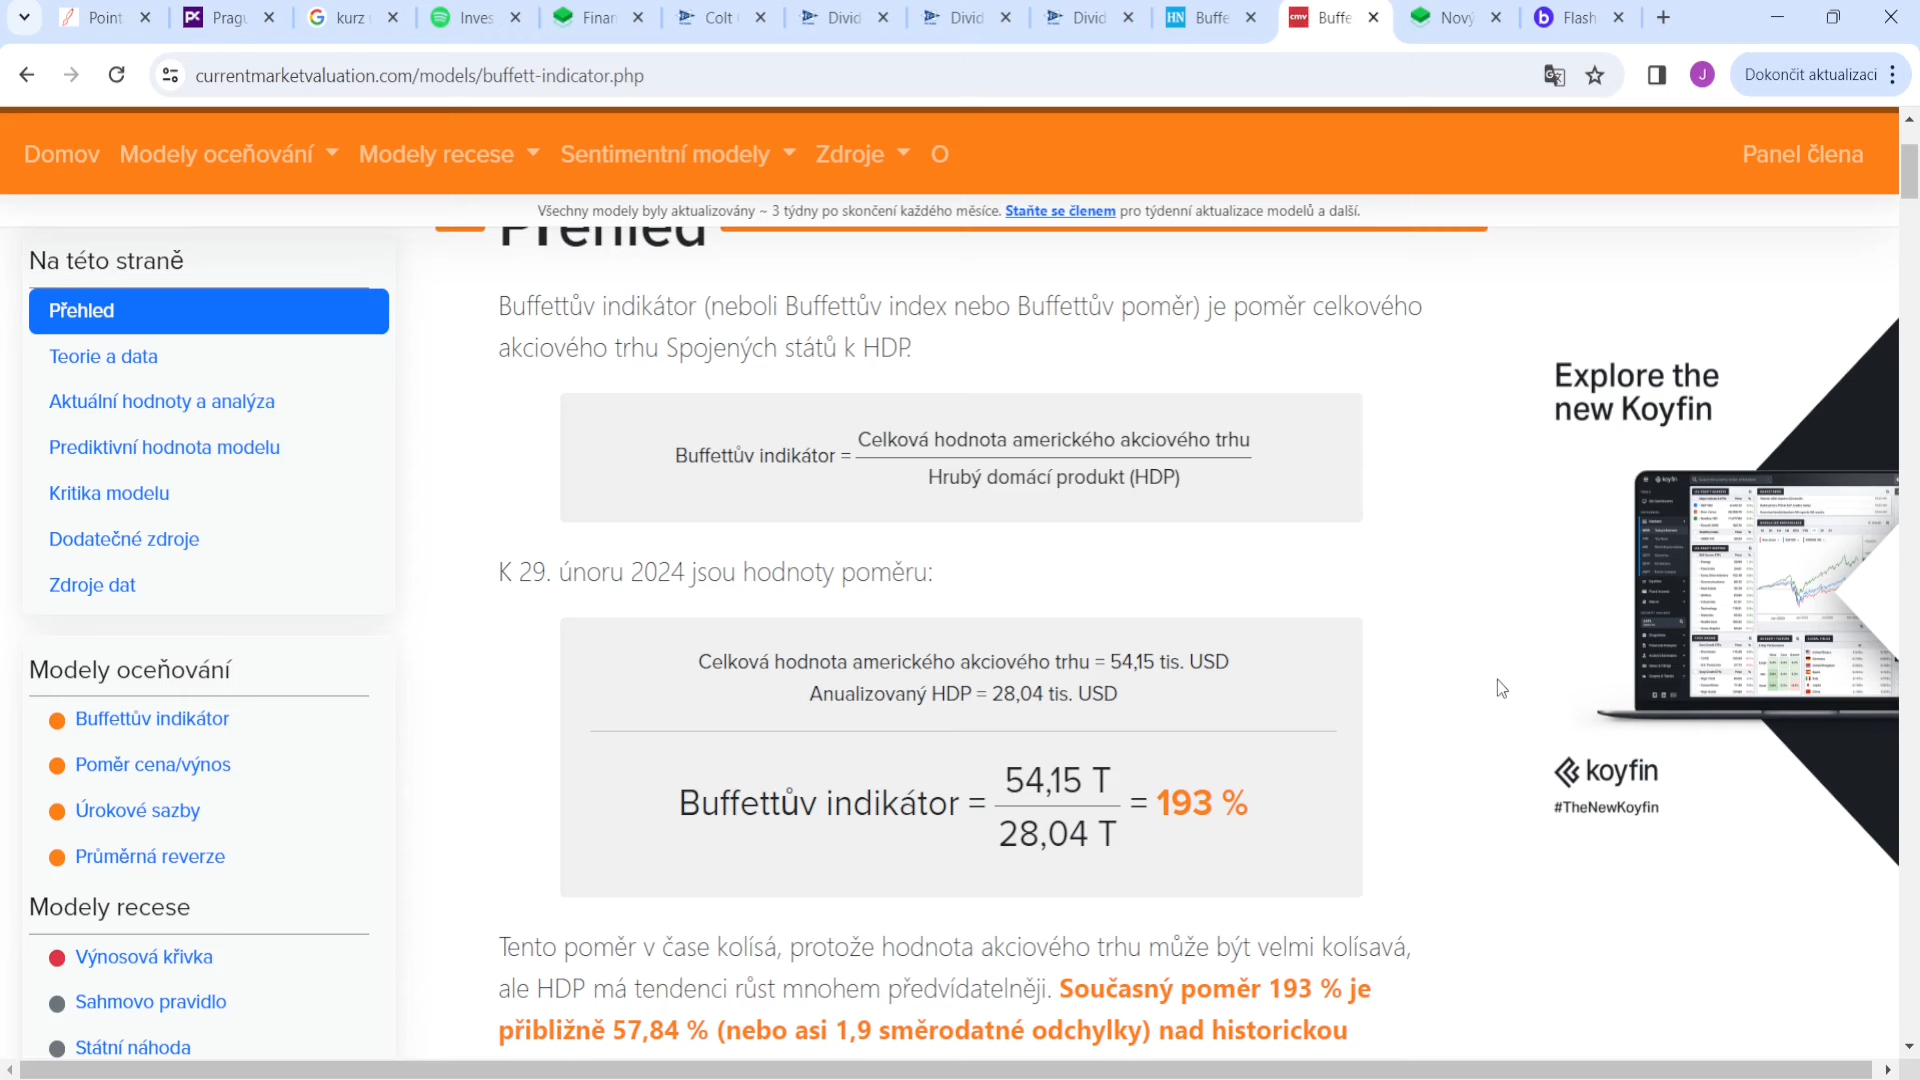 Point
Pragu
kurz
Inves
Finan
Colt
Divid
Divid
Divid
HN Buffe
cmv Buffe
Nový
Flash
currentmarketvaluation.com/models/buffett-indicator.php
J
Dokončit aktualizaci
Domov
Modely oceňování
Modely recese
Sentimentní modely
Zdroje
O
Panel člena
Všechny modely byly aktualizovány ~ 3 týdny po skončení každého měsíce. Staňte se členem pro týdenní aktualizace modelů a další.
Přehled
Na této straně
Přehled
Teorie a data
Aktuální hodnoty a analýza
Prediktivní hodnota modelu
Kritika modelu
Dodatečné zdroje
Zdroje dat
Modely oceňování
Buffettův indikátor
Poměr cena/výnos
Úrokové sazby
Průměrná reverze
Modely recese
Výnosová křivka
Sahmovo pravidlo
Státní náhoda
Buffettův indikátor (neboli Buffettův index nebo Buffettův poměr) je poměr celkového
akciového trhu Spojených států k HDP.
Buffettův indikátor =
Celková hodnota amerického akciového trhu
Hrubý domácí produkt (HDP)
K 29. únoru 2024 jsou hodnoty poměru:
Celková hodnota amerického akciového trhu = 54,15 tis. USD
Anualizovaný HDP = 28,04 tis. USD
Buffettův indikátor =
54,15 T
28,04 T
= 193 %
Tento poměr v čase kolísá, protože hodnota akciového trhu může být velmi kolísavá,
ale HDP má tendenci růst mnohem předvídatelněji. Současný poměr 193 % je
přibližně 57,84 % (nebo asi 1,9 směrodatné odchylky) nad historickou
Explore the
new Koyfin
koyfin
#TheNewKoyfin